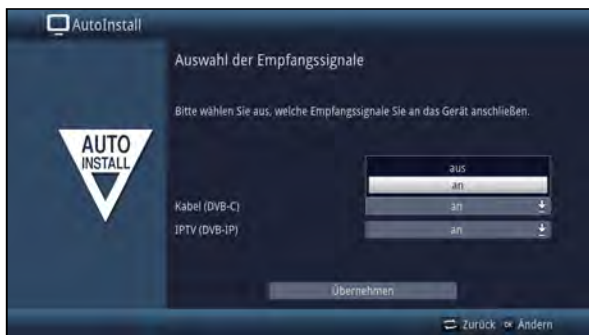 AutoInstall
Auswahl der Empfangssignale
Bitte wählen Sie aus, welche Empfangssignale Sie an das Gerät anschließen.
AUTO
INSTALL
aus
an
Kabel (DVB-C) an
IPTV (DVB-IP) an
Übernehmen
Zurück OK Ändern